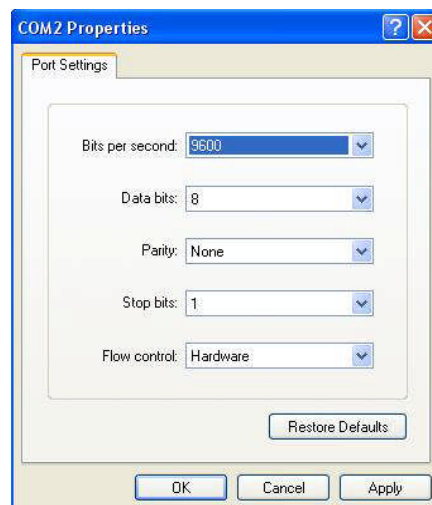 COM2 Properties
Port Settings
Bits per second: 9600
Data bits: 8
Parity: None
Stop bits: 1
Flow control: Hardware
Restore Defaults
OK Cancel Apply